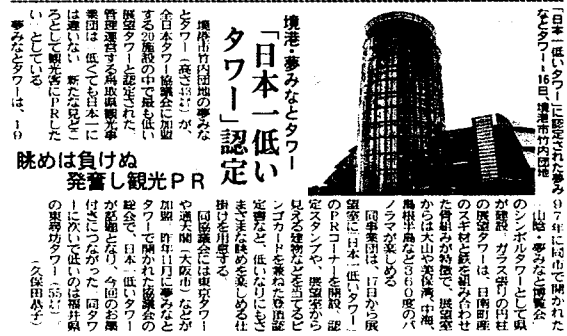 「日本一低いタワー」に認定された夢み
なとタワー=16日、境港市竹内団地
境港・夢みなとタワー
「日本一低い
タワー」認定
眺めは負けぬ
発奮し観光PR
境港市竹内団地の夢みな
とタワー(高さ43㍍)が、
全日本タワー協議会に加盟
する20施設の中で最も低い
展望タワーと認定された。
管理運営する鳥取県観光事
業団は「低くても日本一に
は違いない。新たな見どこ
ろとして観光客にPRした
い」としている。
夢みなとタワーは、19
97年に同市で開かれた
「山陰・夢みなと博覧会」
のシンボルタワーとして県
が建設。ガラス張りの円柱
の展望タワーは、日南町産
のスギ材と鉄を組み合わせ
た骨組みが特徴で、展望室
からは大山や美保湾、中海、
島根半島など360度のパ
ノラマが楽しめる。
同事業団は、17日から展
望室に「日本一低いタワー」
のPRコーナーを開設、認
定スタンプや、展望室から
見える建物などを当てるビ
ンゴカードを兼ねた登頂証
定書など、低いなりにもさ
まざまな眺めを楽しめる仕
掛けを用意する。
同協議会には東京タワー
や通天閣(大阪市)などが
加盟。昨年11月に夢みなと
タワーで開かれた協議会の
総会で、日本一低いタワー
が話題となり、今回のお墨
付きにつながった。同タワ
ーに次いで低いのは福井県
の東尋坊タワー(55㍍)。
(久保田恭子)